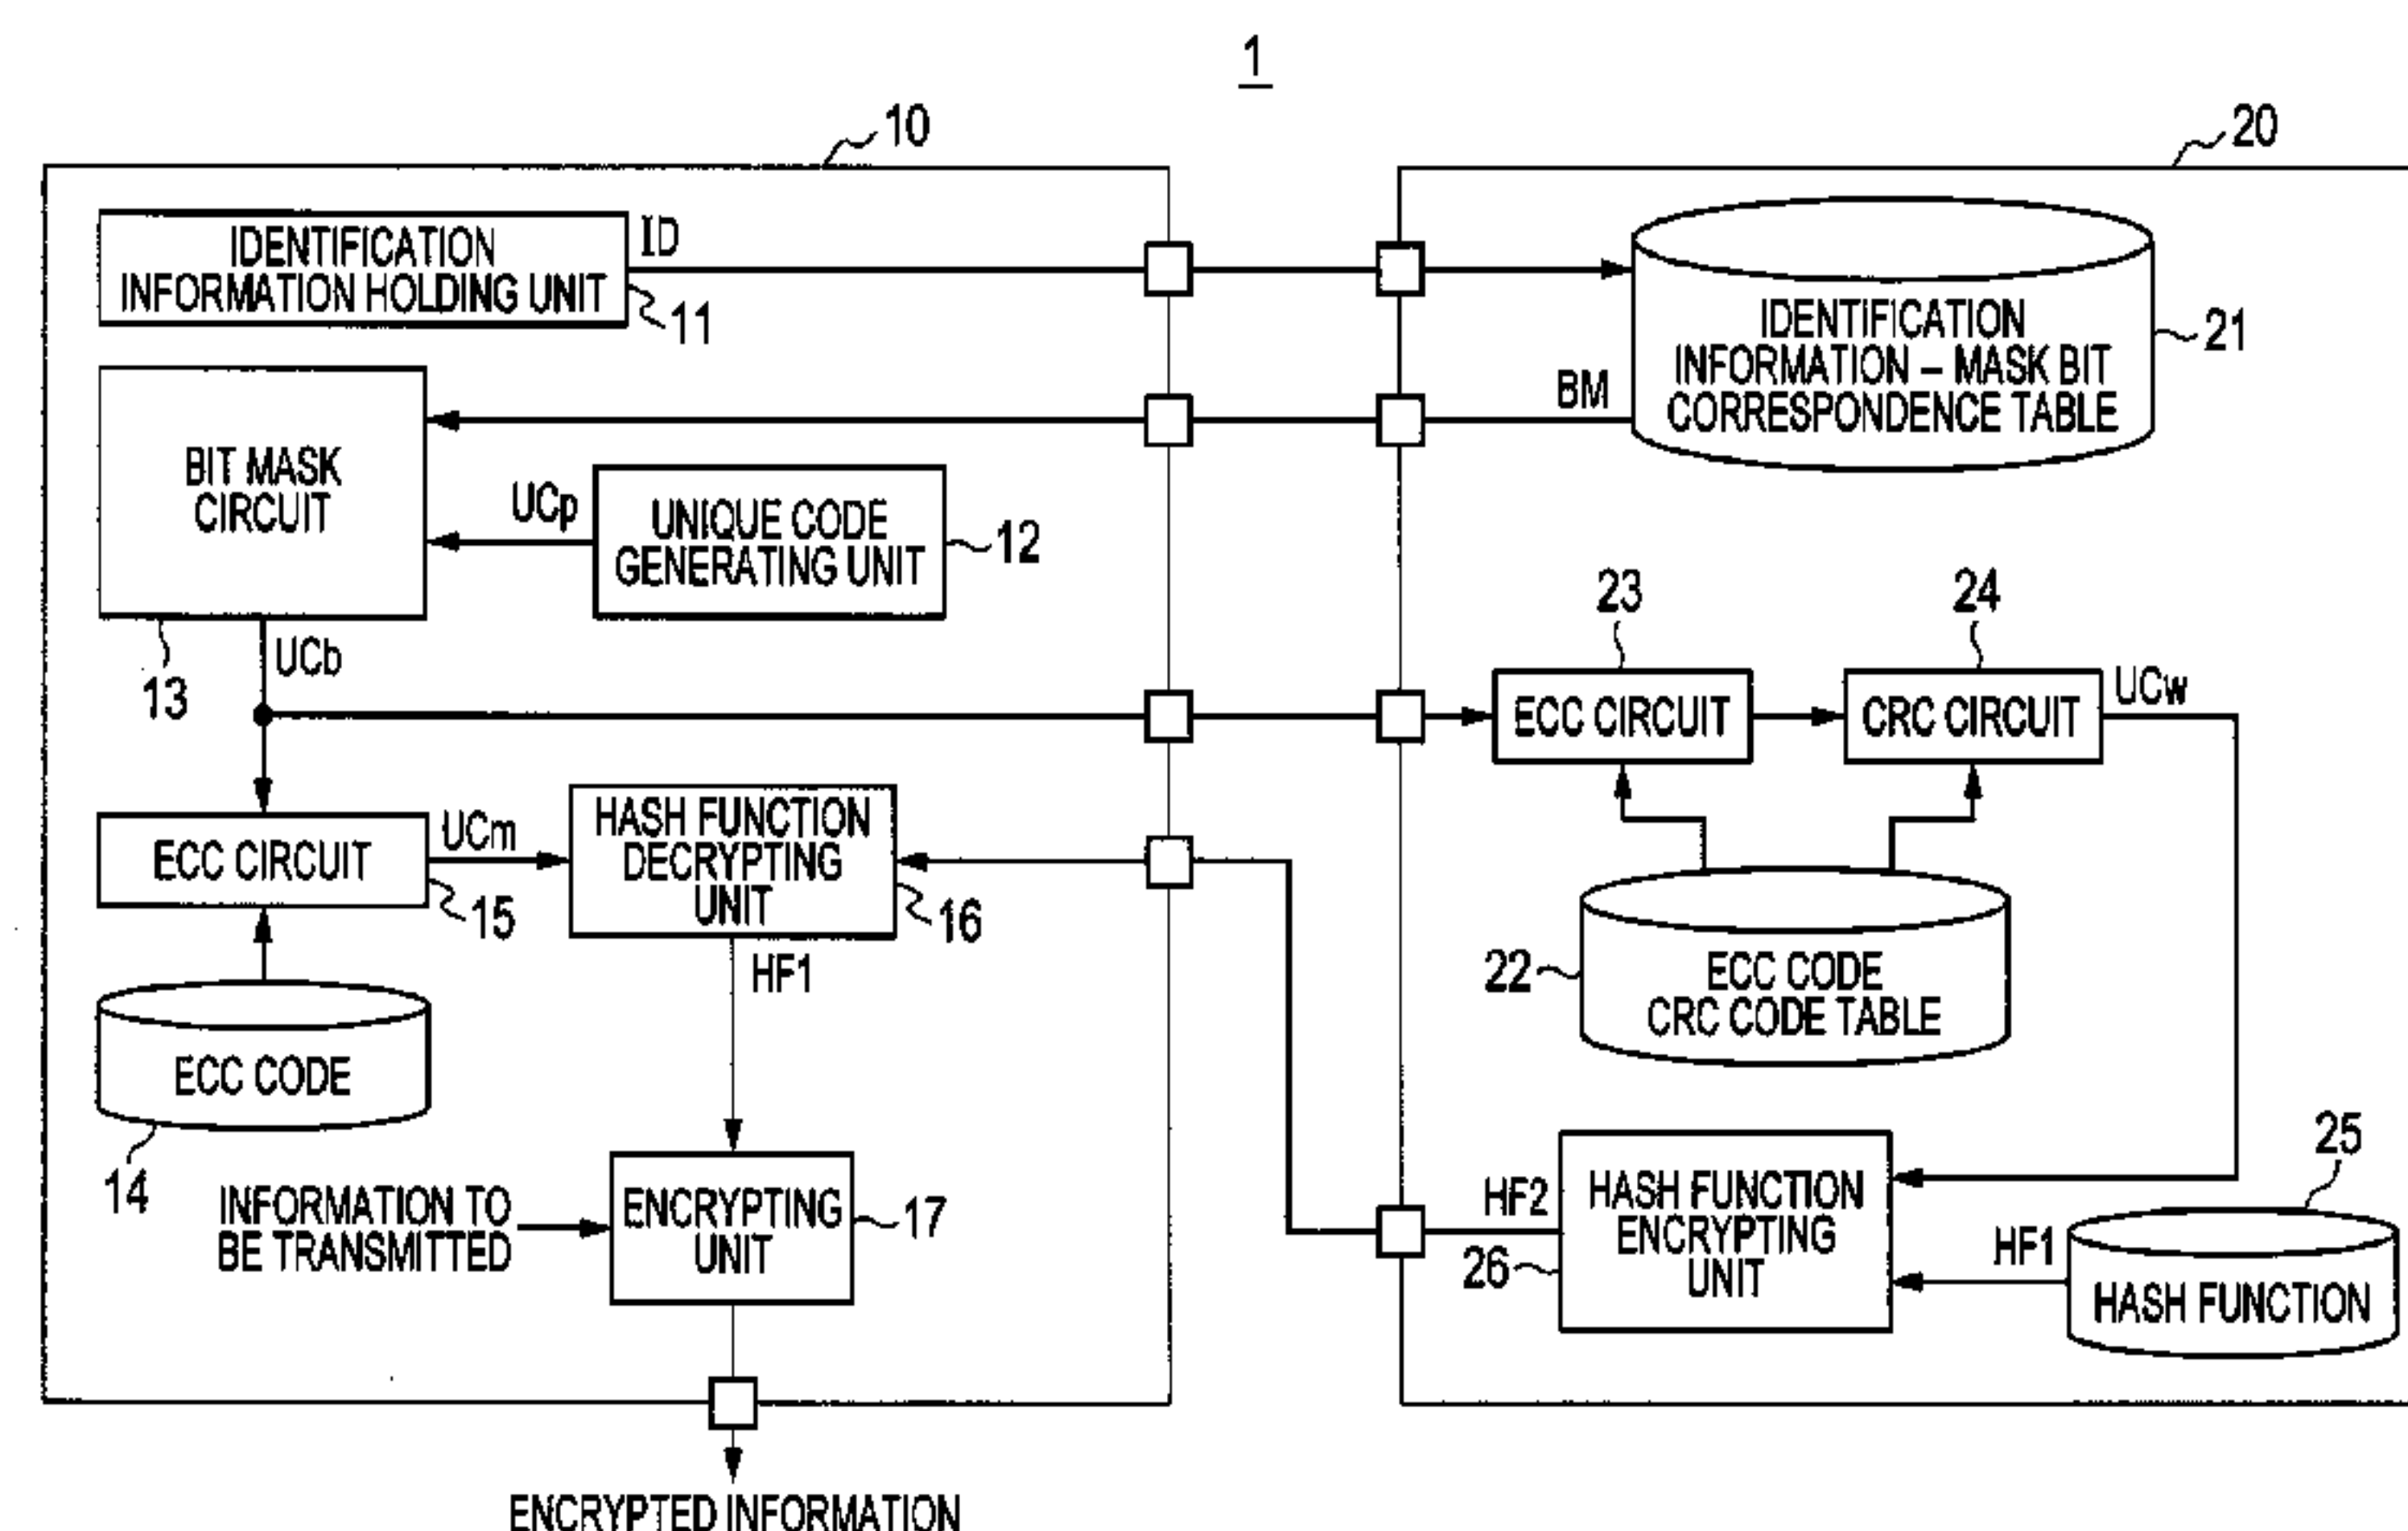 1
10
20
IDENTIFICATION
INFORMATION HOLDING UNIT
ID
11
IDENTIFICATION
INFORMATION – MASK BIT
CORRESPONDENCE TABLE
21
BM
BIT MASK
CIRCUIT
13
UCp
UNIQUE CODE
GENERATING UNIT
12
UCb
23
24
ECC CIRCUIT
CRC CIRCUIT
UCw
ECC CIRCUIT
15
UCm
HASH FUNCTION
DECRYPTING
UNIT
16
22
ECC CODE
CRC CODE TABLE
HF1
ECC CODE
14
INFORMATION TO
BE TRANSMITTED
ENCRYPTING
UNIT
17
HF2
26
HASH FUNCTION
ENCRYPTING
UNIT
25
HF1
HASH FUNCTION
ENCRYPTED INFORMATION